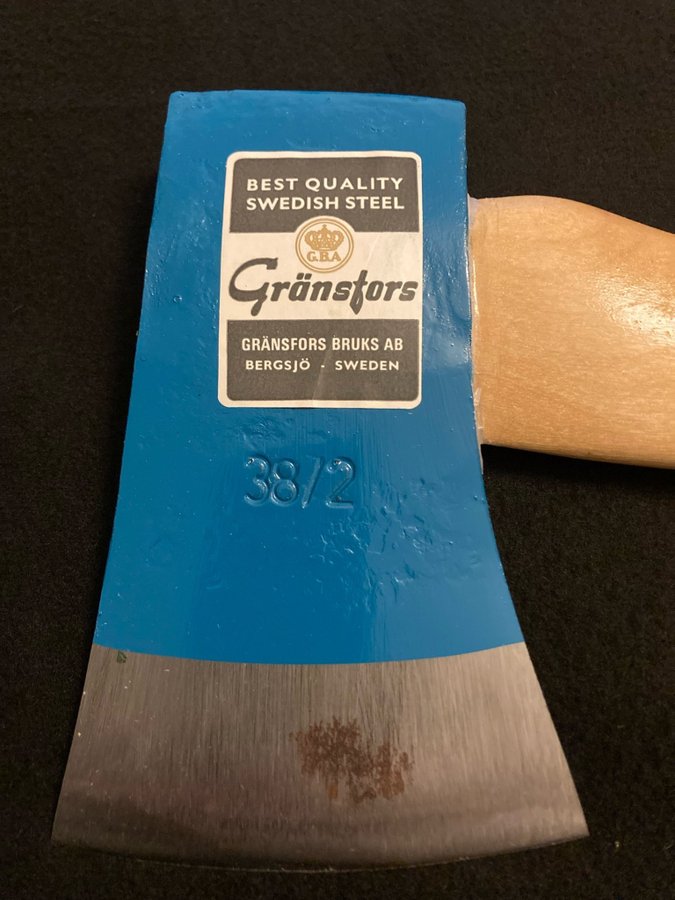 BEST QUALITY
SWEDISH STEEL
G.B.A
Gränsfors
GRÄNSFORS BRUKS AB
BERGSJÖ - SWEDEN
38/2